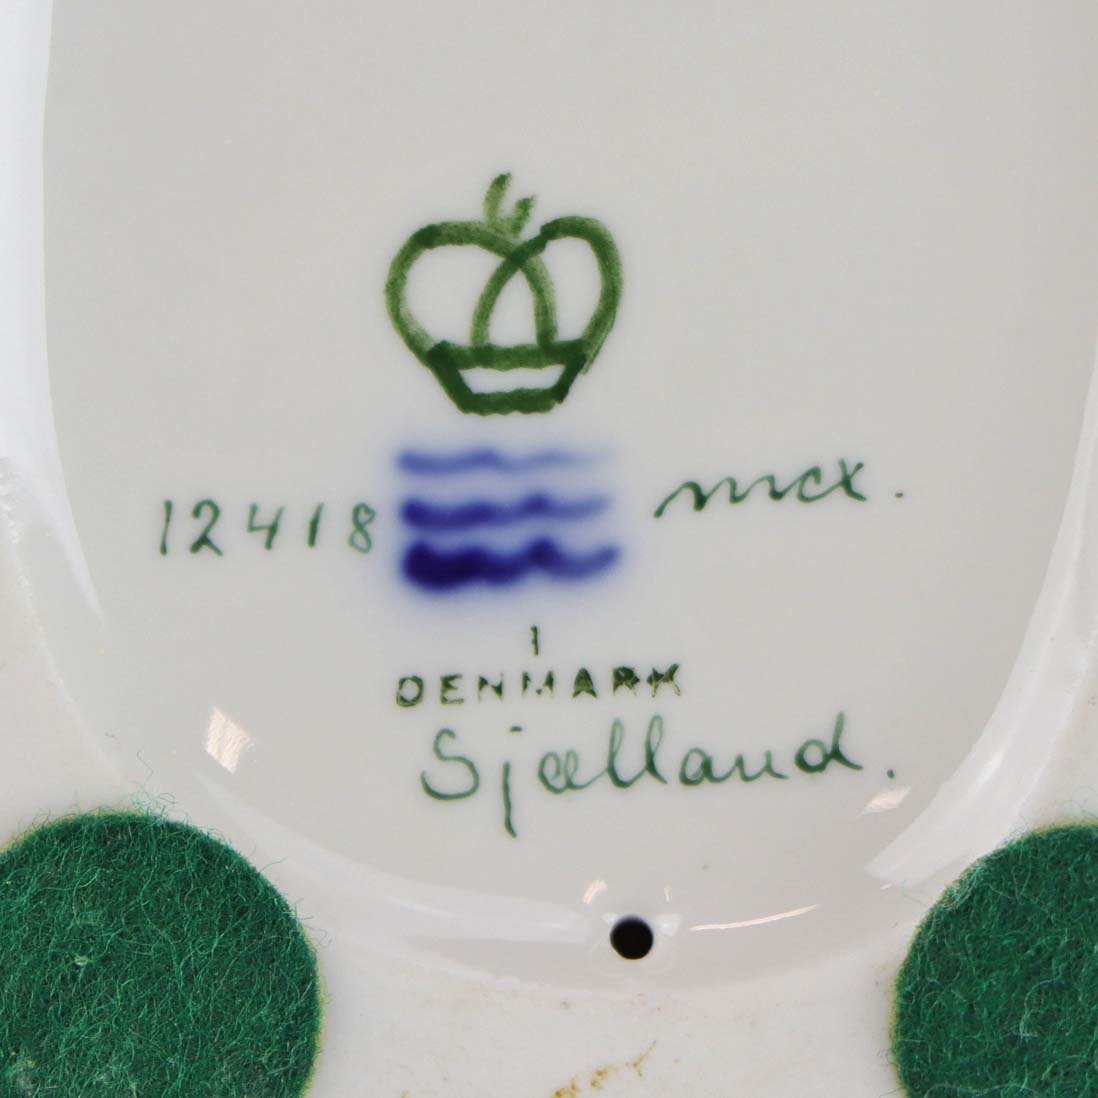 12418
mcx.
1
DENMARK
Sjælland.